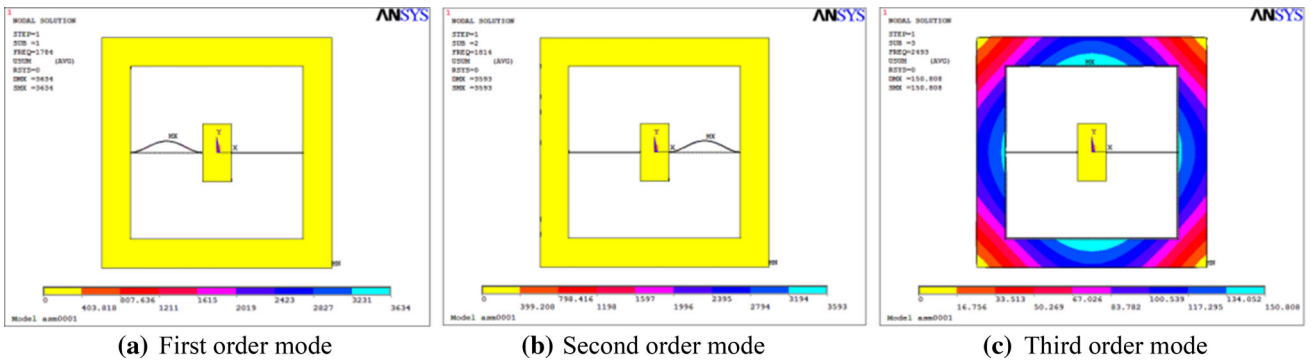 1
NODAL SOLUTION
STEP=1
SUB =1
FREQ=1784
USUM (AVG)
RSYS=0
DMX =3634
SMX =3634
ANSYS
MX
Y
X
MN
0
403.818
807.636
1211
1615
2019
2423
2827
3231
3634
Model asm0001
(a) First order mode
1
NODAL SOLUTION
STEP=1
SUB =2
FREQ=1814
USUM (AVG)
RSYS=0
DMX =3593
SMX =3593
ANSYS
Y
X
MX
MN
0
399.208
798.416
1198
1597
1996
2395
2794
3194
3593
Model asm0001
(b) Second order mode
1
NODAL SOLUTION
STEP=1
SUB =3
FREQ=2493
USUM (AVG)
RSYS=0
DMX =150.808
SMX =150.808
ANSYS
MX
Y
X
MN
0
16.756
33.513
50.269
67.026
83.782
100.539
117.295
134.052
150.808
Model asm0001
(c) Third order mode